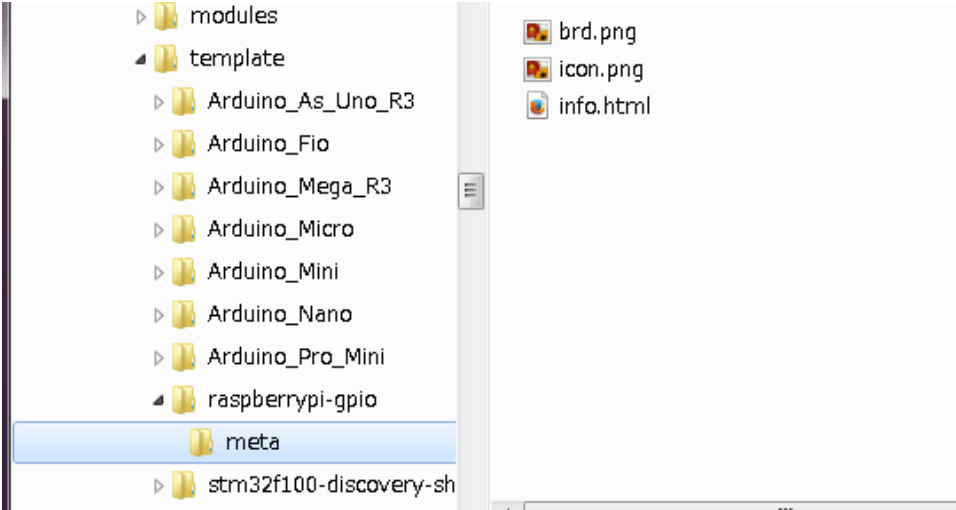 modules
template
Arduino_As_Uno_R3
Arduino_Fio
Arduino_Mega_R3
Arduino_Micro
Arduino_Mini
Arduino_Nano
Arduino_Pro_Mini
raspberrypi-gpio
meta
stm32f100-discovery-sh
brd.png
icon.png
info.html